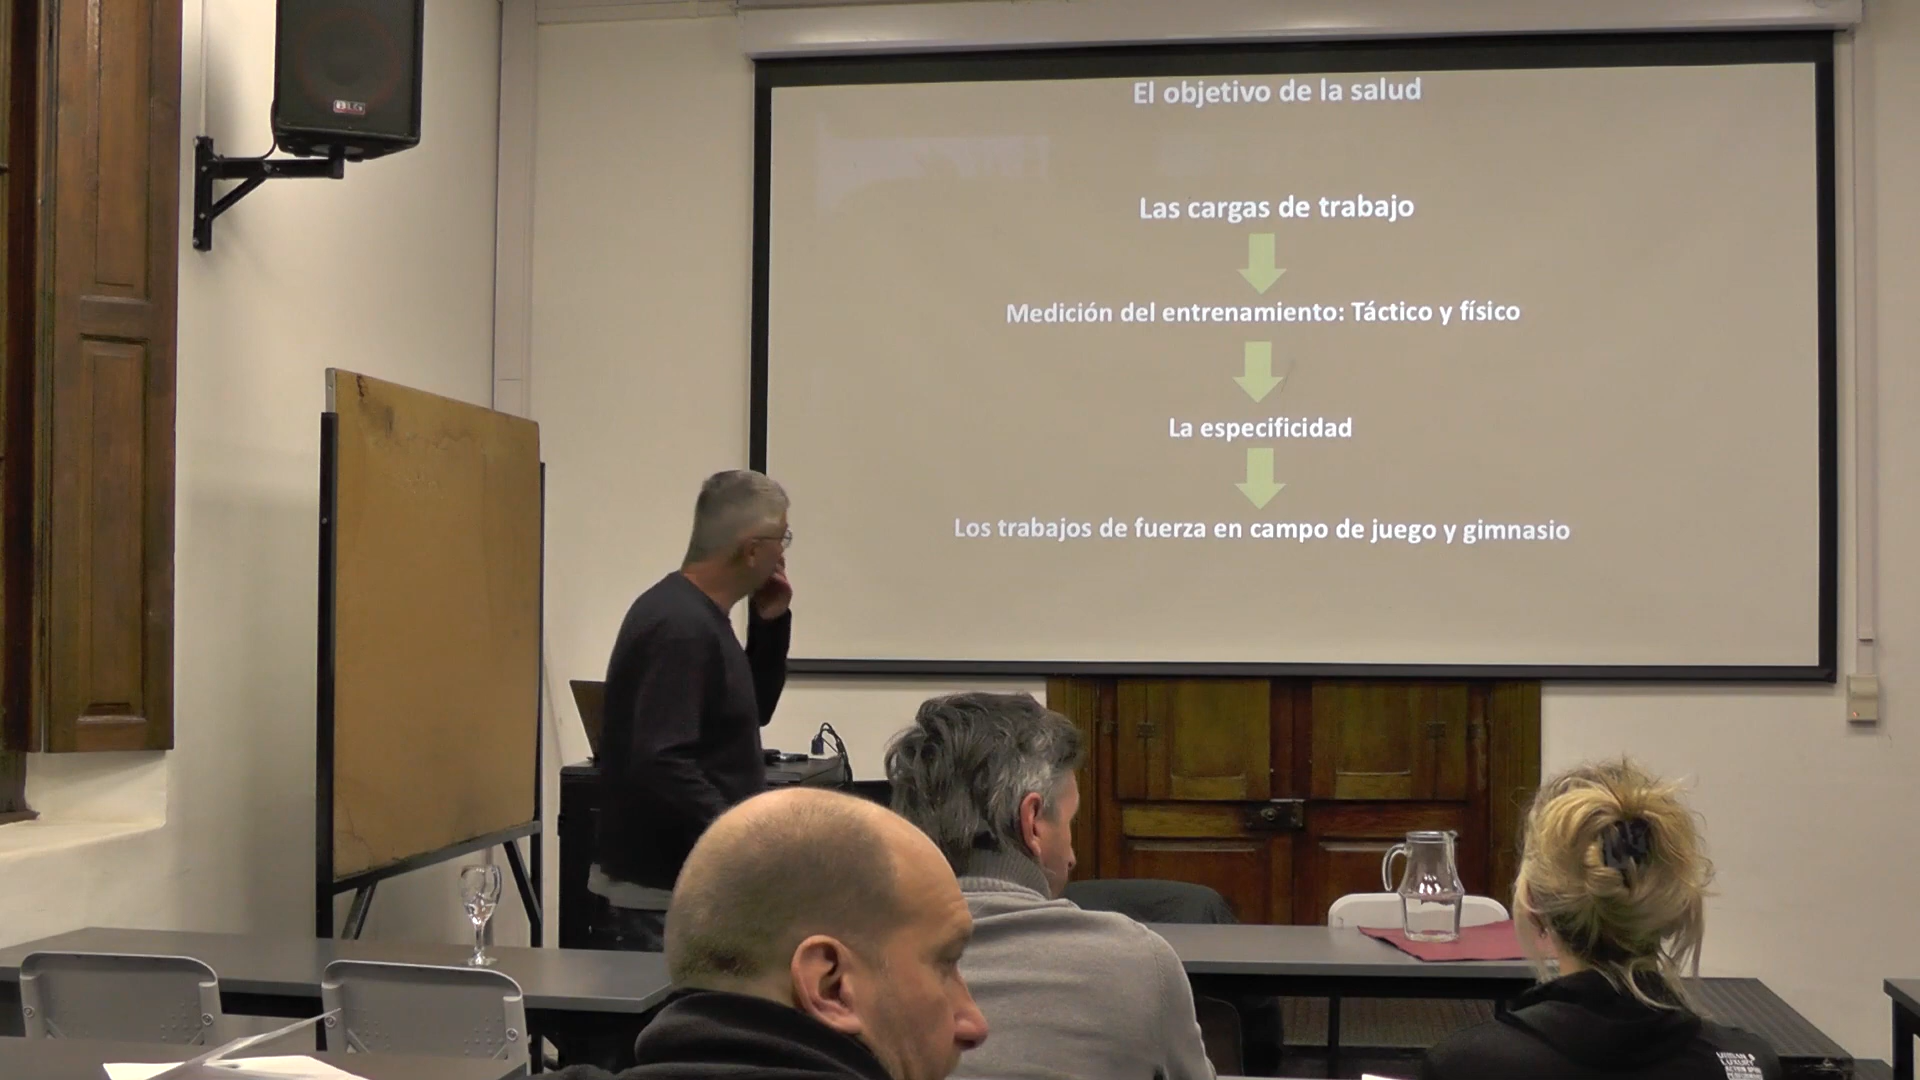 El objetivo de la salud
Las cargas de trabajo
Medición del entrenamiento: Táctico y físico
La especificidad
Los trabajos de fuerza en campo de juego y gimnasio